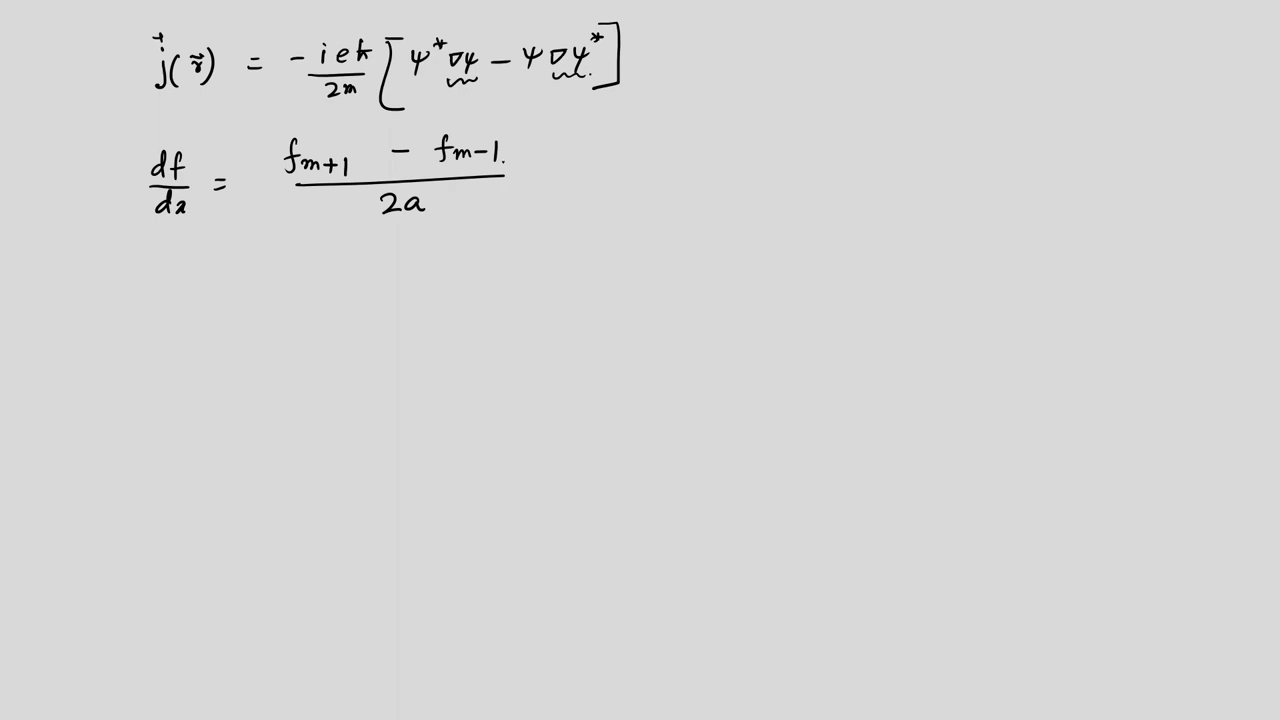 j⃗(r⃗) = -ieℏ/2m [ψ*∇ψ − ψ∇ψ*]
df/dx = (f_{m+1} − f_{m−1})/2a